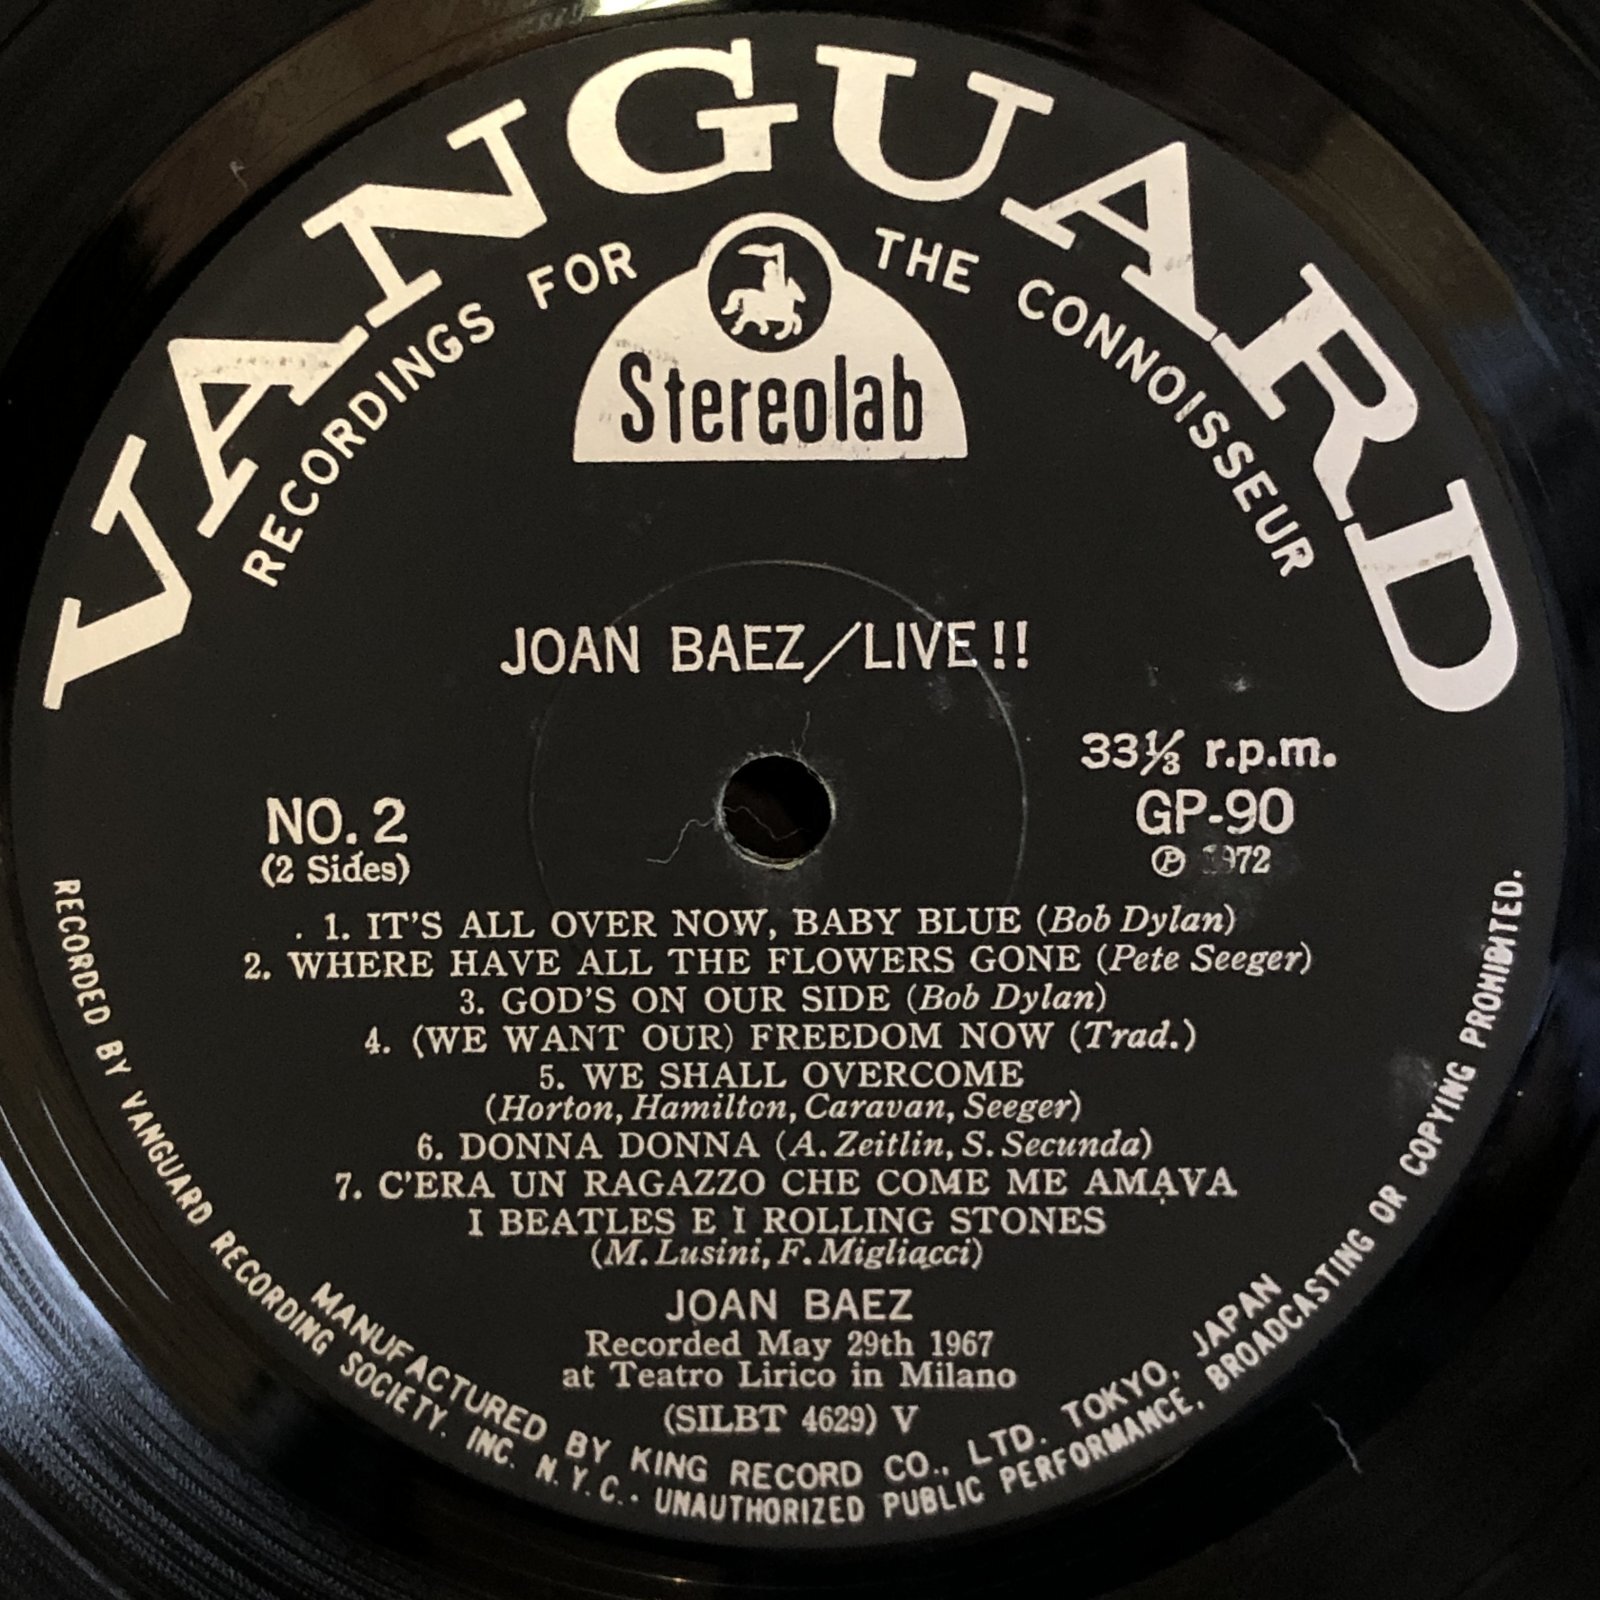 VANGUARD
RECORDINGS FOR THE CONNOISSEUR
Stereolab
JOAN BAEZ/LIVE!!
33⅓ r.p.m.
NO. 2
GP-90
(2 Sides)
℗ 1972
1. IT'S ALL OVER NOW, BABY BLUE (Bob Dylan)
2. WHERE HAVE ALL THE FLOWERS GONE (Pete Seeger)
3. GOD'S ON OUR SIDE (Bob Dylan)
4. (WE WANT OUR) FREEDOM NOW (Trad.)
5. WE SHALL OVERCOME
(Horton, Hamilton, Caravan, Seeger)
6. DONNA DONNA (A. Zeitlin, S. Secunda)
7. C'ERA UN RAGAZZO CHE COME ME AMAVA
I BEATLES E I ROLLING STONES
(M. Lusini, F. Migliacci)
JOAN BAEZ
Recorded May 29th 1967
at Teatro Lirico in Milano
(SILBT 4629) V
MANUFACTURED BY KING RECORD CO., LTD. TOKYO, JAPAN
RECORDED BY VANGUARD RECORDING SOCIETY. INC. N.Y.C.. UNAUTHORIZED PUBLIC PERFORMANCE, BROADCASTING OR COPYING PROHIBITED.